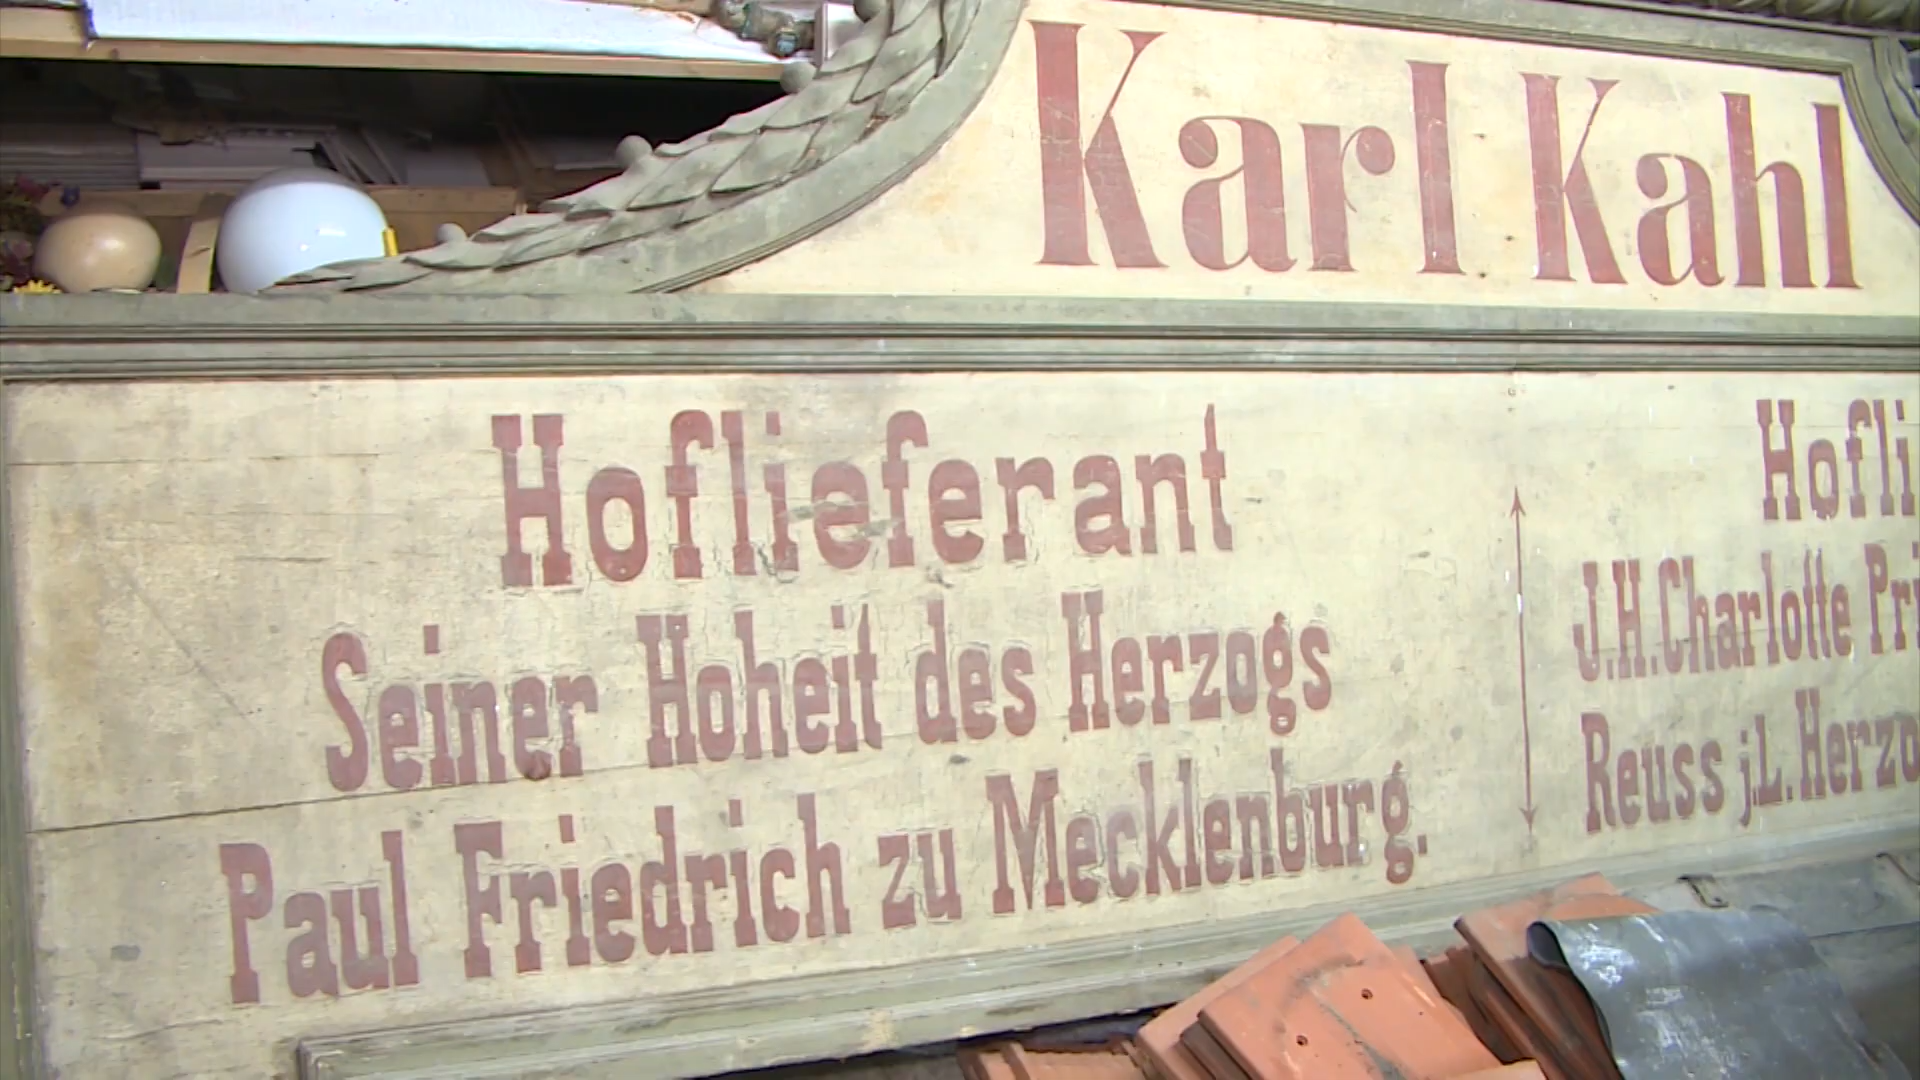 Karl Kahl
Hoflieferant
Seiner Hoheit des Herzogs
Paul Friedrich zu Mecklenburg.
J.H.Charlotte
Reuss j.L.